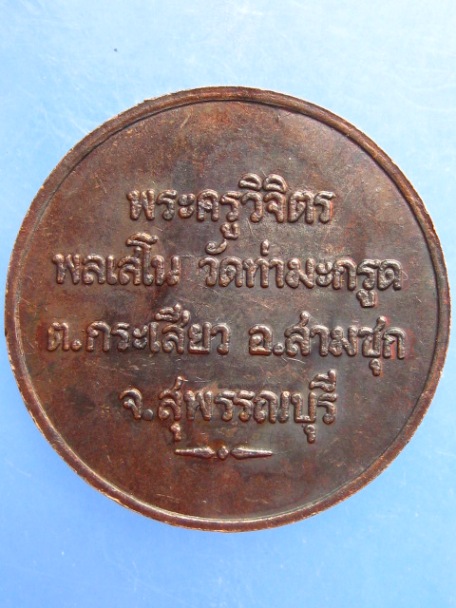 พระครูวิจิตร
พลเสโน วัดท่ามะกรูด
ต.กระเสียว อ.สามชุก
จ.สุพรรณบุรี